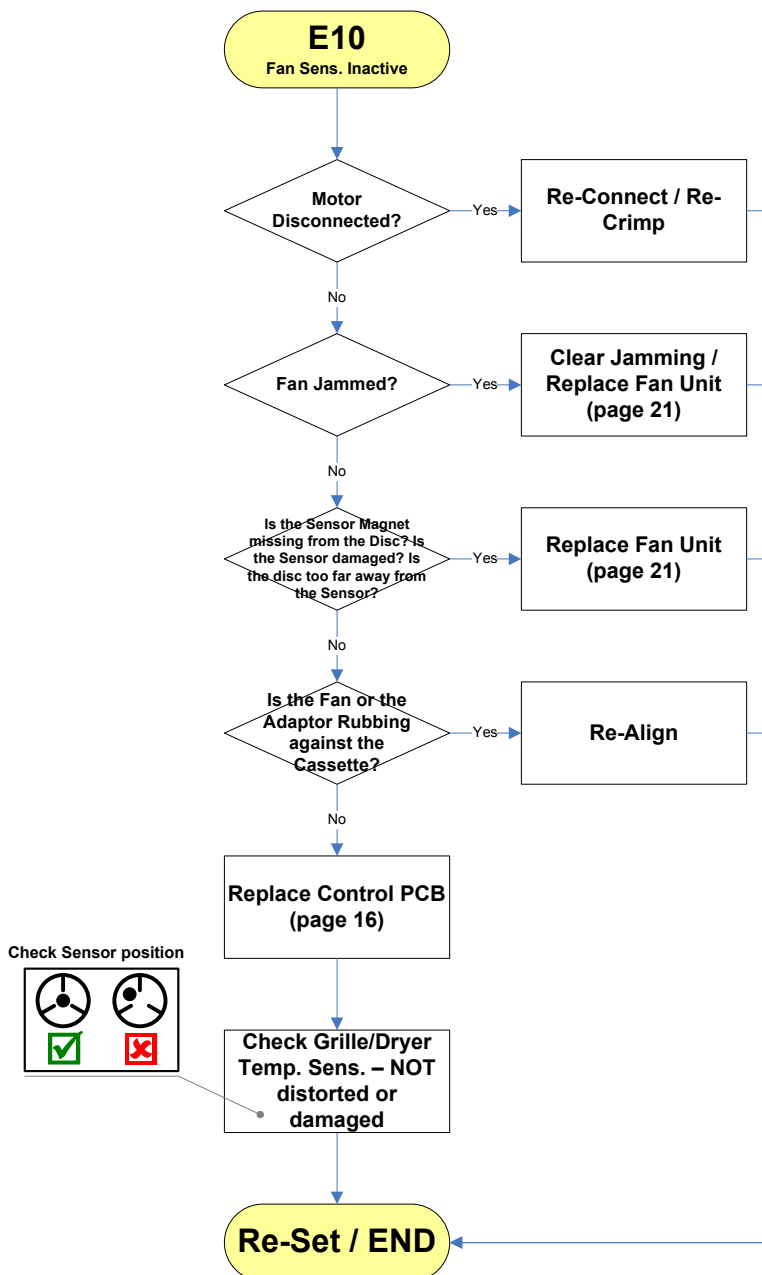 E10
Fan Sens. Inactive
Motor
Disconnected?
Yes
Re-Connect / Re-
Crimp
No
Fan Jammed?
Yes
Clear Jamming /
Replace Fan Unit
(page 21)
No
Is the Sensor Magnet
missing from the Disc? Is
the Sensor damaged? Is
the disc too far away from
the Sensor?
Yes
Replace Fan Unit
(page 21)
No
Is the Fan or the
Adaptor Rubbing
against the
Cassette?
Yes
Re-Align
No
Replace Control PCB
(page 16)
Check Sensor position
Check Grille/Dryer
Temp. Sens. – NOT
distorted or
damaged
Re-Set / END